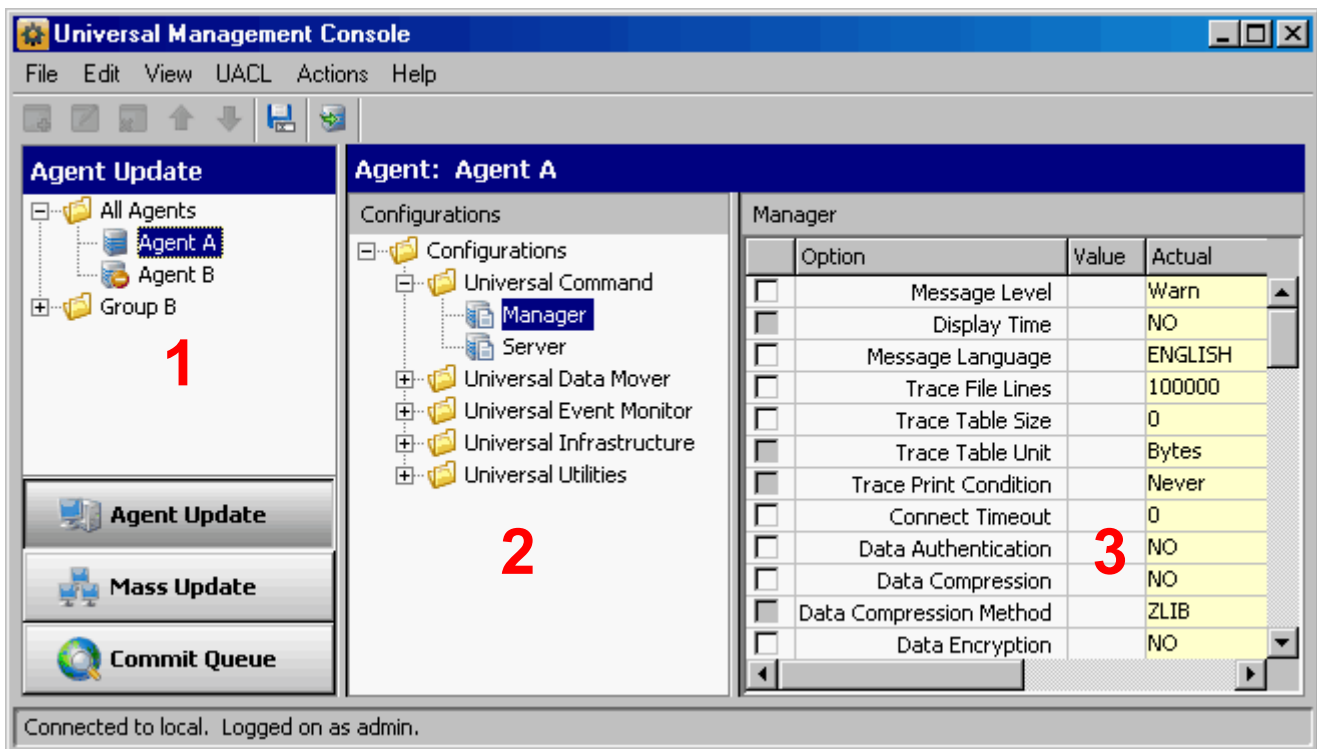 Universal Management Console
File Edit View UACL Actions Help
Agent Update
All Agents
Agent A
Agent B
Group B
1
Agent Update
Mass Update
Commit Queue
Agent: Agent A
Configurations
Configurations
Universal Command
Manager
Server
Universal Data Mover
Universal Event Monitor
Universal Infrastructure
Universal Utilities
2
Manager
Option Value Actual
Message Level Warn
Display Time NO
Message Language ENGLISH
Trace File Lines 100000
Trace Table Size 0
Trace Table Unit Bytes
Trace Print Condition Never
Connect Timeout 0
Data Authentication NO
Data Compression NO
Data Compression Method ZLIB
Data Encryption NO
3
Connected to local. Logged on as admin.